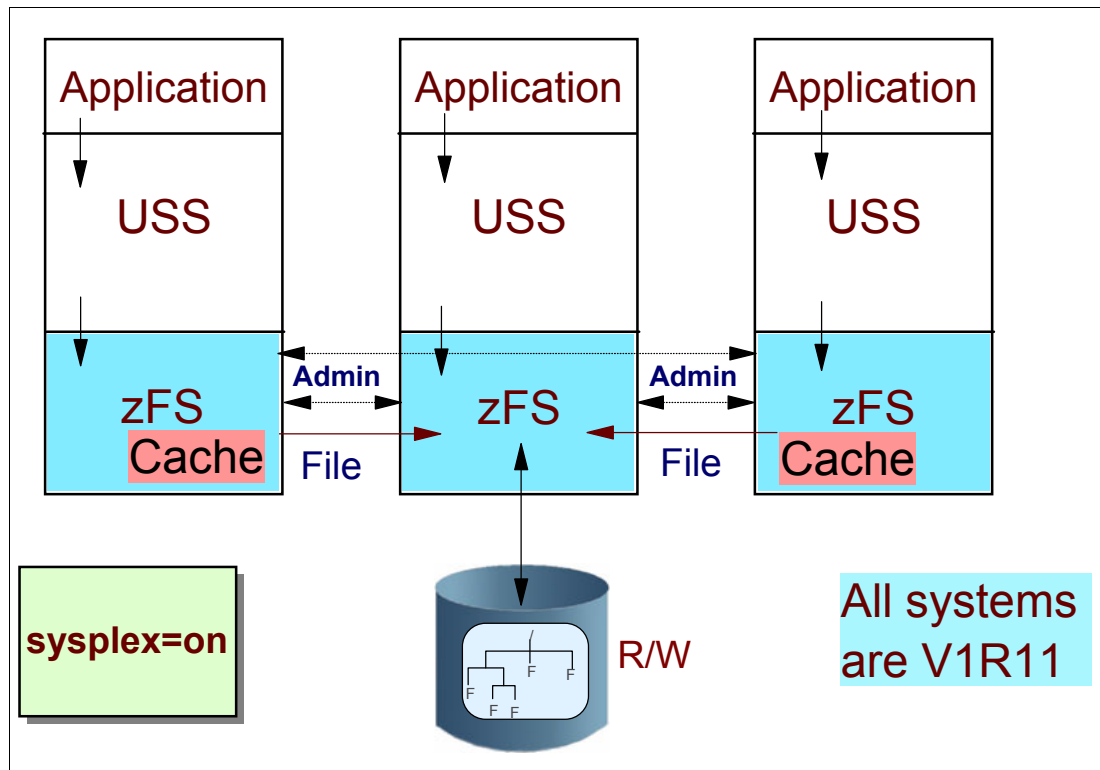 Application
Application
Application
USS
USS
USS
Admin
Admin
zFS
zFS
zFS
Cache
File
File
Cache
sysplex=on
R/W
All systems
are V1R11
F
F
F
F
F